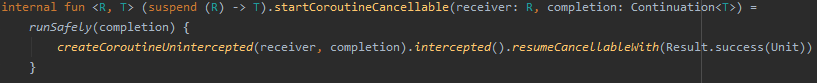 internal fun <R, T> (suspend (R) -> T).startCoroutineCancellable(receiver: R, completion: Continuation<T>) =
runSafely(completion) {
createCoroutineUnintercepted(receiver, completion).intercepted().resumeCancellableWith(Result.success(Unit))
}